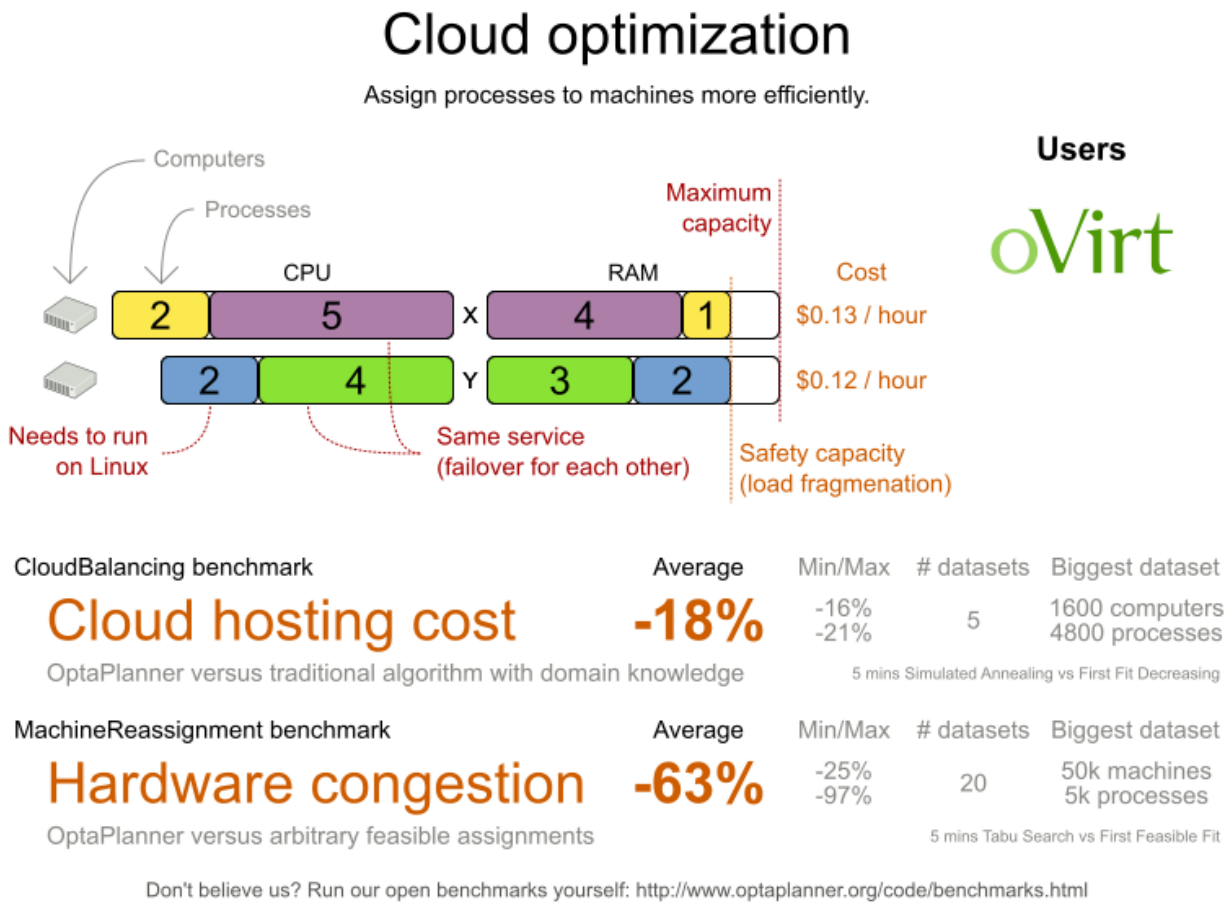 Cloud optimization
Assign processes to machines more efficiently.
Computers
Processes
Users
oVirt
Maximum
capacity
CPU
RAM
Cost
2 5 X 4 1 $0.13 / hour
2 4 Y 3 2 $0.12 / hour
Needs to run
on Linux
Same service
(failover for each other)
Safety capacity
(load fragmenation)
CloudBalancing benchmark Average Min/Max # datasets Biggest dataset
Cloud hosting cost -18% -16% 5 1600 computers
-21% 4800 processes
OptaPlanner versus traditional algorithm with domain knowledge 5 mins Simulated Annealing vs First Fit Decreasing
MachineReassignment benchmark Average Min/Max # datasets Biggest dataset
Hardware congestion -63% -25% 20 50k machines
-97% 5k processes
OptaPlanner versus arbitrary feasible assignments 5 mins Tabu Search vs First Feasible Fit
Don't believe us? Run our open benchmarks yourself: http://www.optaplanner.org/code/benchmarks.html